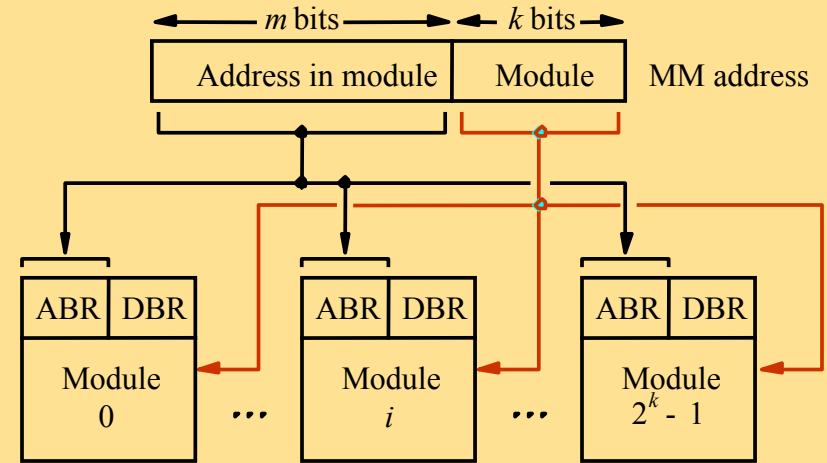 m bits k bits
Address in module Module MM address
ABR DBR ABR DBR ABR DBR
Module Module Module
0 ... i ... 2^k - 1